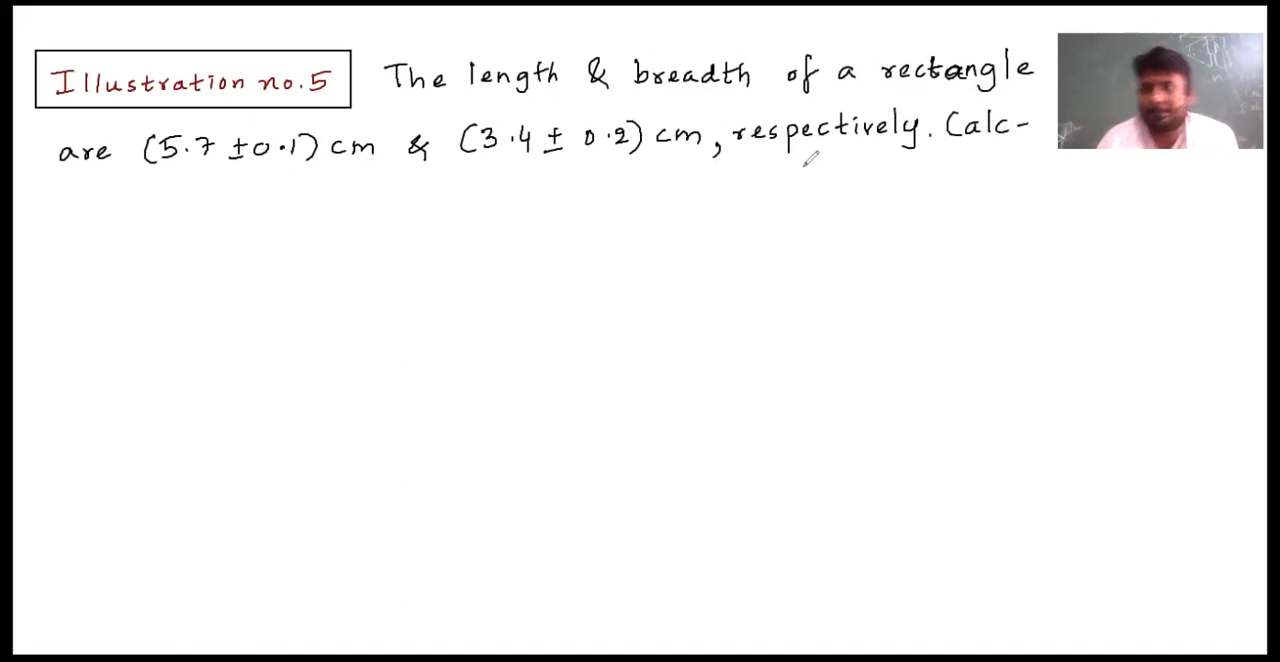 Illustration no.5 The length & breadth of a rectangle
are (5.7 ± 0.1) cm & (3.4 ± 0.2) cm, respectively. Calc-